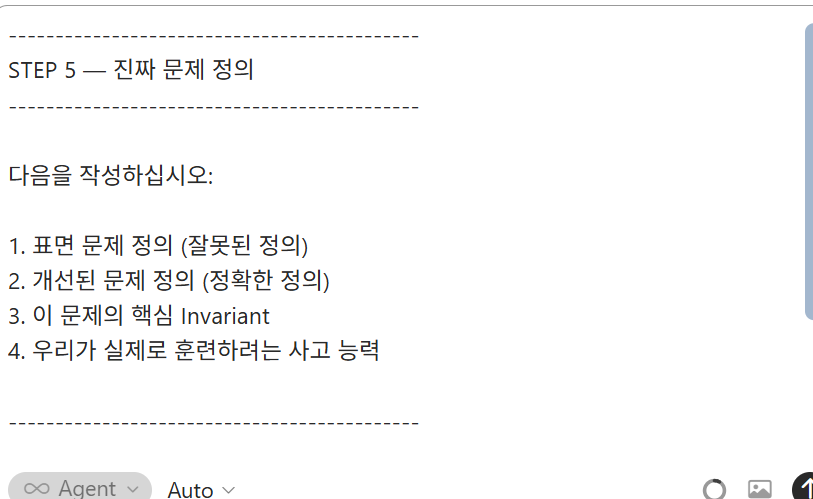 -------------------------------------------
STEP 5 — 진짜 문제 정의
-------------------------------------------
다음을 작성하십시오:
1. 표면 문제 정의 (잘못된 정의)
2. 개선된 문제 정의 (정확한 정의)
3. 이 문제의 핵심 Invariant
4. 우리가 실제로 훈련하려는 사고 능력
-------------------------------------------
Agent Auto